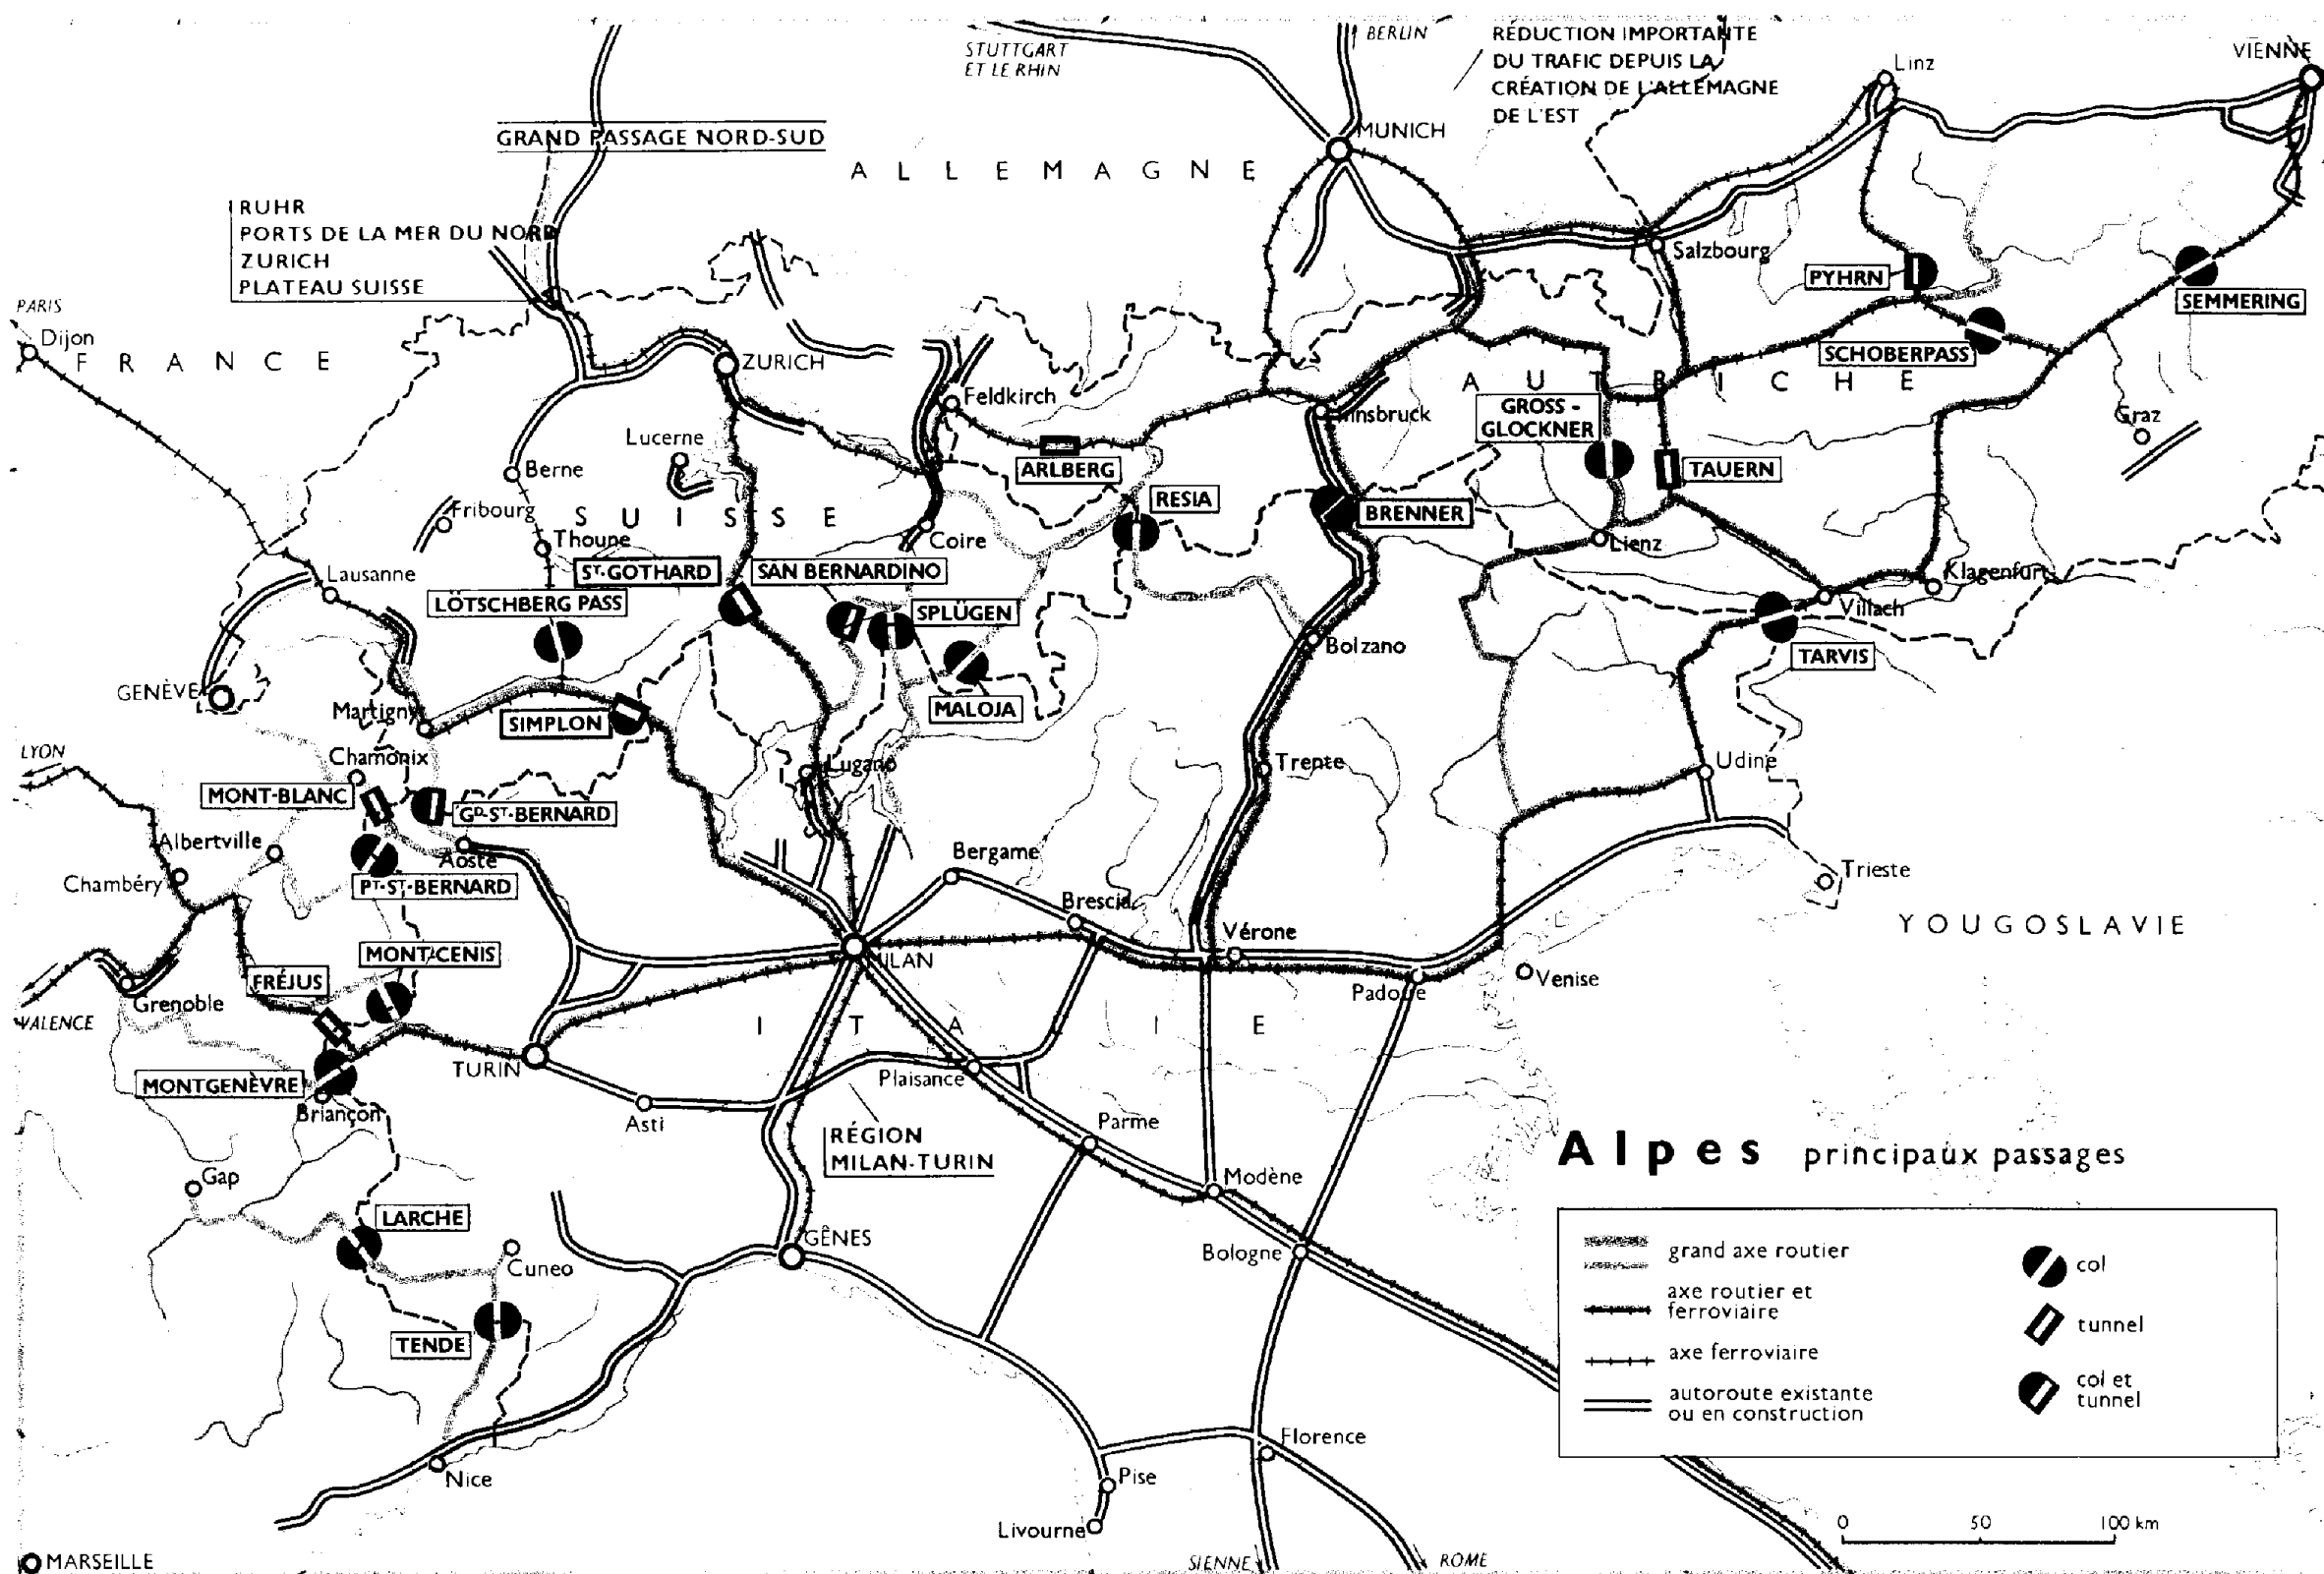 STUTTGART
ET LE RHIN
BERLIN
RÉDUCTION IMPORTANTE
DU TRAFIC DEPUIS LA
CRÉATION DE L'ALLEMAGNE
DE L'EST
Linz
VIENNE
GRAND PASSAGE NORD-SUD
MUNICH
ALLEMAGNE
RUHR
PORTS DE LA MER DU NORD
ZURICH
PLATEAU SUISSE
Salzbourg
PYHRN
SEMMERING
PARIS
Dijon
FRANCE
ZURICH
SCHOBERPASS
AUTRICHE
Feldkirch
Innsbruck
GROSS-
GLOCKNER
Graz
Lucerne
Berne
ARLBERG
TAUERN
RESIA
BRENNER
Fribourg
SUISSE
Thoune
Coire
Lienz
ST-GOTHARD
SAN BERNARDINO
Lausanne
Klagenfurt
LÖTSCHBERG PASS
SPLÜGEN
Villach
Bolzano
TARVIS
GENÈVE
Martigny
SIMPLON
MALOJA
LYON
Chamonix
Lugano
Trente
Udine
MONT-BLANC
GD-ST-BERNARD
Albertville
Aoste
Bergame
Chambéry
PT-ST-BERNARD
Brescia
Trieste
YOUGOSLAVIE
Vérone
MONT CENIS
MILAN
FRÉJUS
Venise
Padoue
Grenoble
VALENCE
ITALIE
TURIN
Plaisance
MONTGENÈVRE
Briançon
Asti
Parme
RÉGION
MILAN-TURIN
Alpes principaux passages
Gap
Modène
LARCHE
GÊNES
Bologne
Cuneo
TENDE
grand axe routier
axe routier et
ferroviaire
axe ferroviaire
autoroute existante
ou en construction
col
tunnel
col et
tunnel
Florence
Nice
Pise
Livourne
0 50 100 km
MARSEILLE
SIENNE
ROME